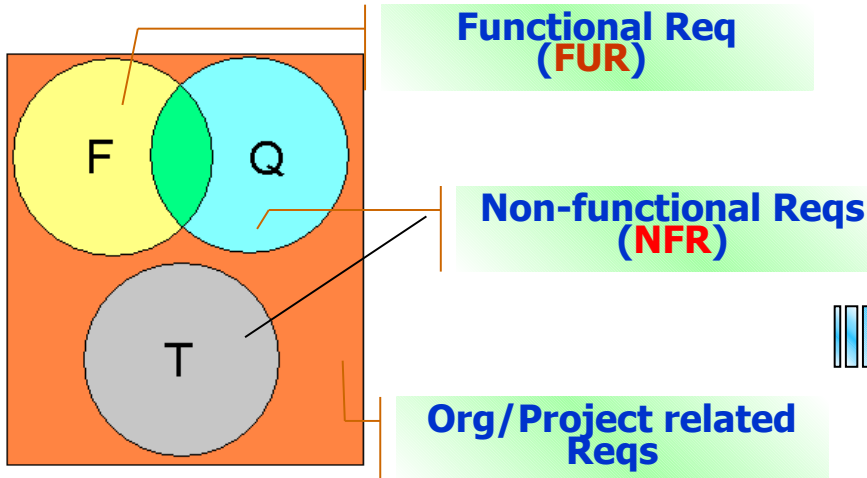 Functional Req
(FUR)
F
Q
Non-functional Reqs
(NFR)
T
Org/Project related
Reqs